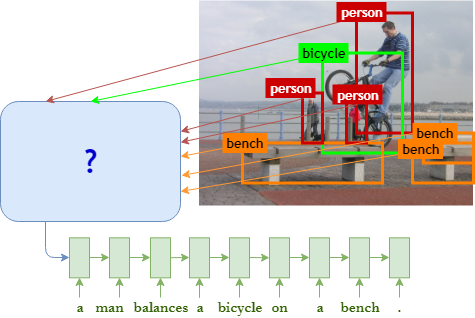 person
bicycle
person
person
bench
bench
bench
?
a man balances a bicycle on a bench .